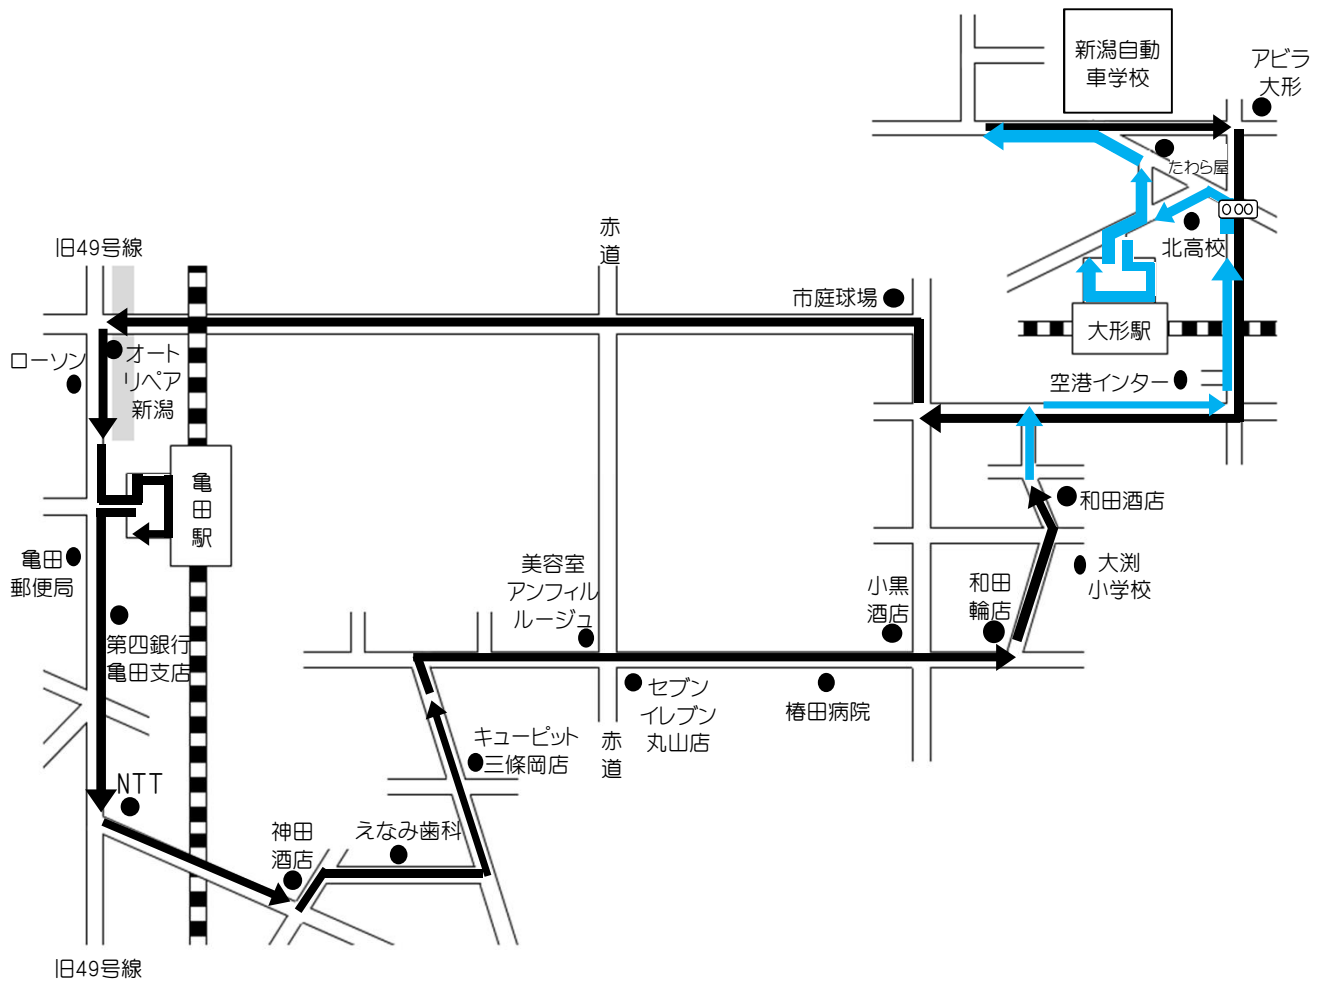 新潟自動
車学校
アビラ
大形
たわら屋
北高校
赤
道
旧49号線
市庭球場
大形駅
ローソン
オート
リペア
新潟
空港インター
亀
田
駅
和田酒店
亀田
郵便局
美容室
アンフィル
ルージュ
小黒
酒店
和田
輪店
大渕
小学校
第四銀行
亀田支店
セブン
イレブン
丸山店
椿田病院
キューピット
三條岡店
赤
道
NTT
神田
酒店
えなみ歯科
旧49号線